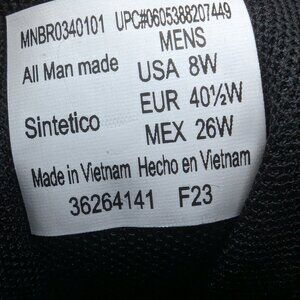 MNBR0340101 UPC#0605388207449
MENS
All Man made USA 8W
EUR 40½W
Sintetico MEX 26W
Made in Vietnam Hecho en Vietnam
36264141 F23